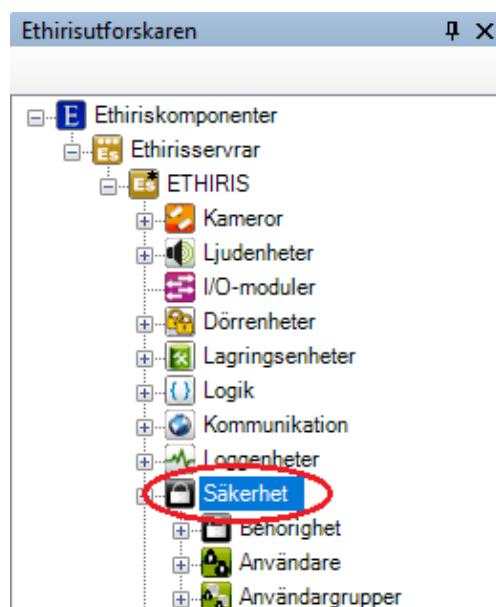 Ethirisutforskaren
Ethiriskomponenter
Ethirisservrar
ETHIRIS
Kameror
Ljudenheter
I/O-moduler
Dörrenheter
Lagringsenheter
Logik
Kommunikation
Loggenheter
Säkerhet
Behörighet
Användare
Användargrupper